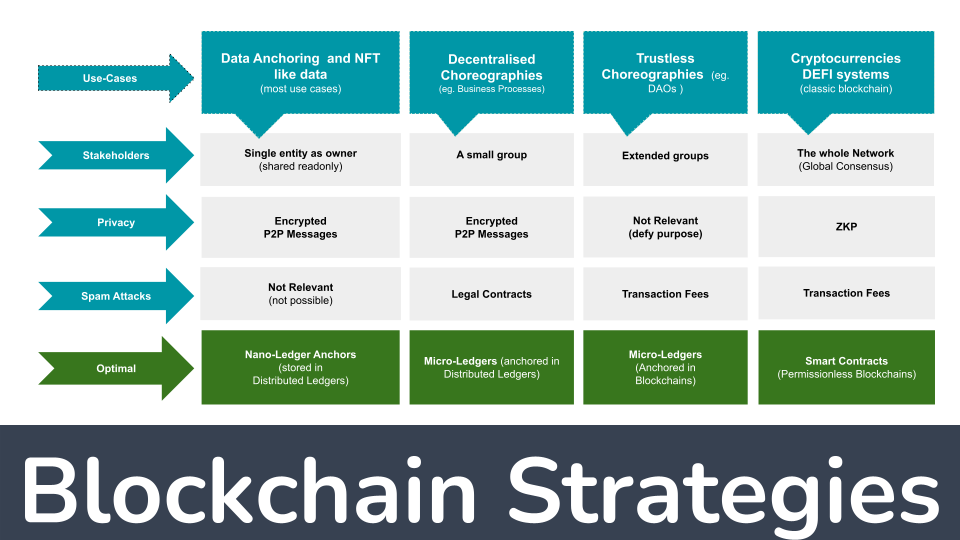 Use-Cases
Data Anchoring and NFT
like data
(most use cases)
Decentralised
Choreographies
(eg. Business Processes)
Trustless
Choreographies (eg.
DAOs )
Cryptocurrencies
DEFI systems
(classic blockchain)
Stakeholders
Single entity as owner
(shared readonly)
A small group
Extended groups
The whole Network
(Global Consensus)
Privacy
Encrypted
P2P Messages
Encrypted
P2P Messages
Not Relevant
(defy purpose)
ZKP
Spam Attacks
Not Relevant
(not possible)
Legal Contracts
Transaction Fees
Transaction Fees
Optimal
Nano-Ledger Anchors
(stored in
Distributed Ledgers)
Micro-Ledgers (anchored in
Distributed Ledgers)
Micro-Ledgers
(Anchored in
Blockchains)
Smart Contracts
(Permissionless Blockchains)
Blockchain Strategies